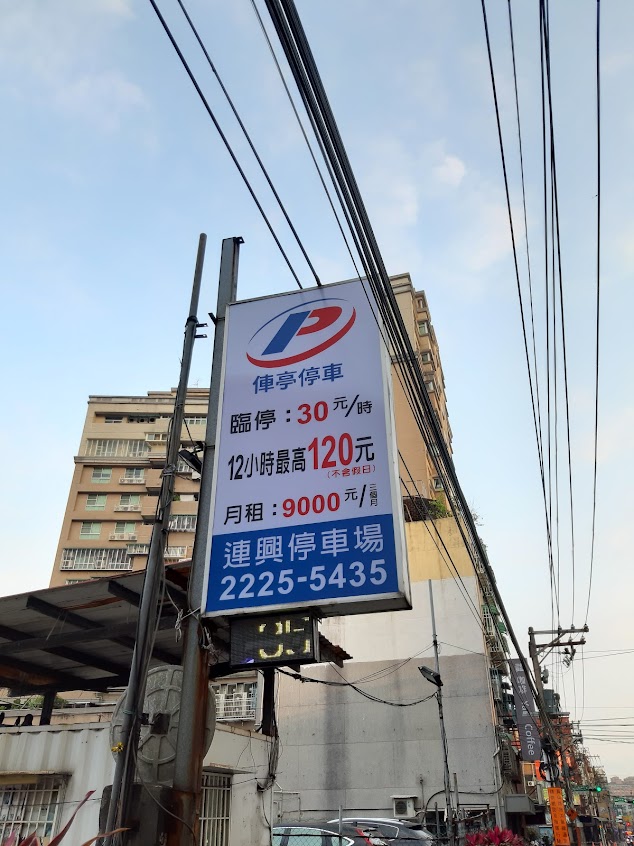 P
俥亭停車
臨停：30元/時
12小時最高120元
(不含假日)
月租：9000元/三個月
連興停車場
2225-5435
Coffee